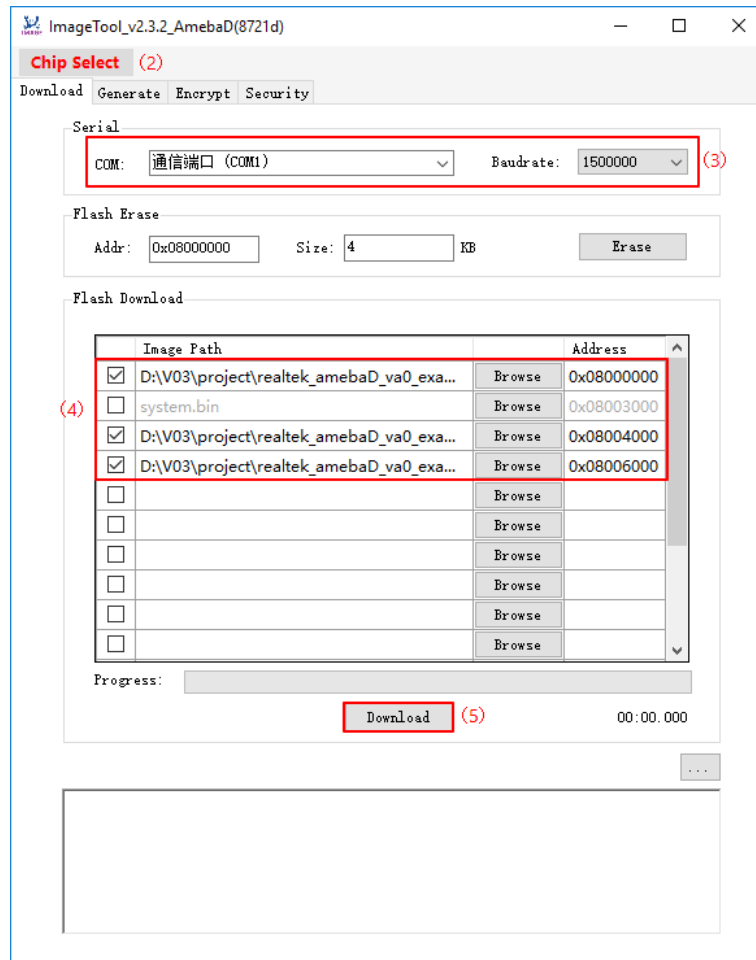 ImageTool_v2.3.2_AmebaD(8721d)
Chip Select (2)
Download Generate Encrypt Security
Serial
COM: 通信端口 (COM1) Baudrate: 1500000 (3)
Flash Erase
Addr: 0x08000000 Size: 4 KB Erase
Flash Download
Image Path Address
D:\V03\project\realtek_amebaD_va0_exa... Browse 0x08000000
(4) system.bin Browse 0x08003000
D:\V03\project\realtek_amebaD_va0_exa... Browse 0x08004000
D:\V03\project\realtek_amebaD_va0_exa... Browse 0x08006000
Browse
Browse
Browse
Browse
Browse
Browse
Progress:
Download (5) 00:00.000
...